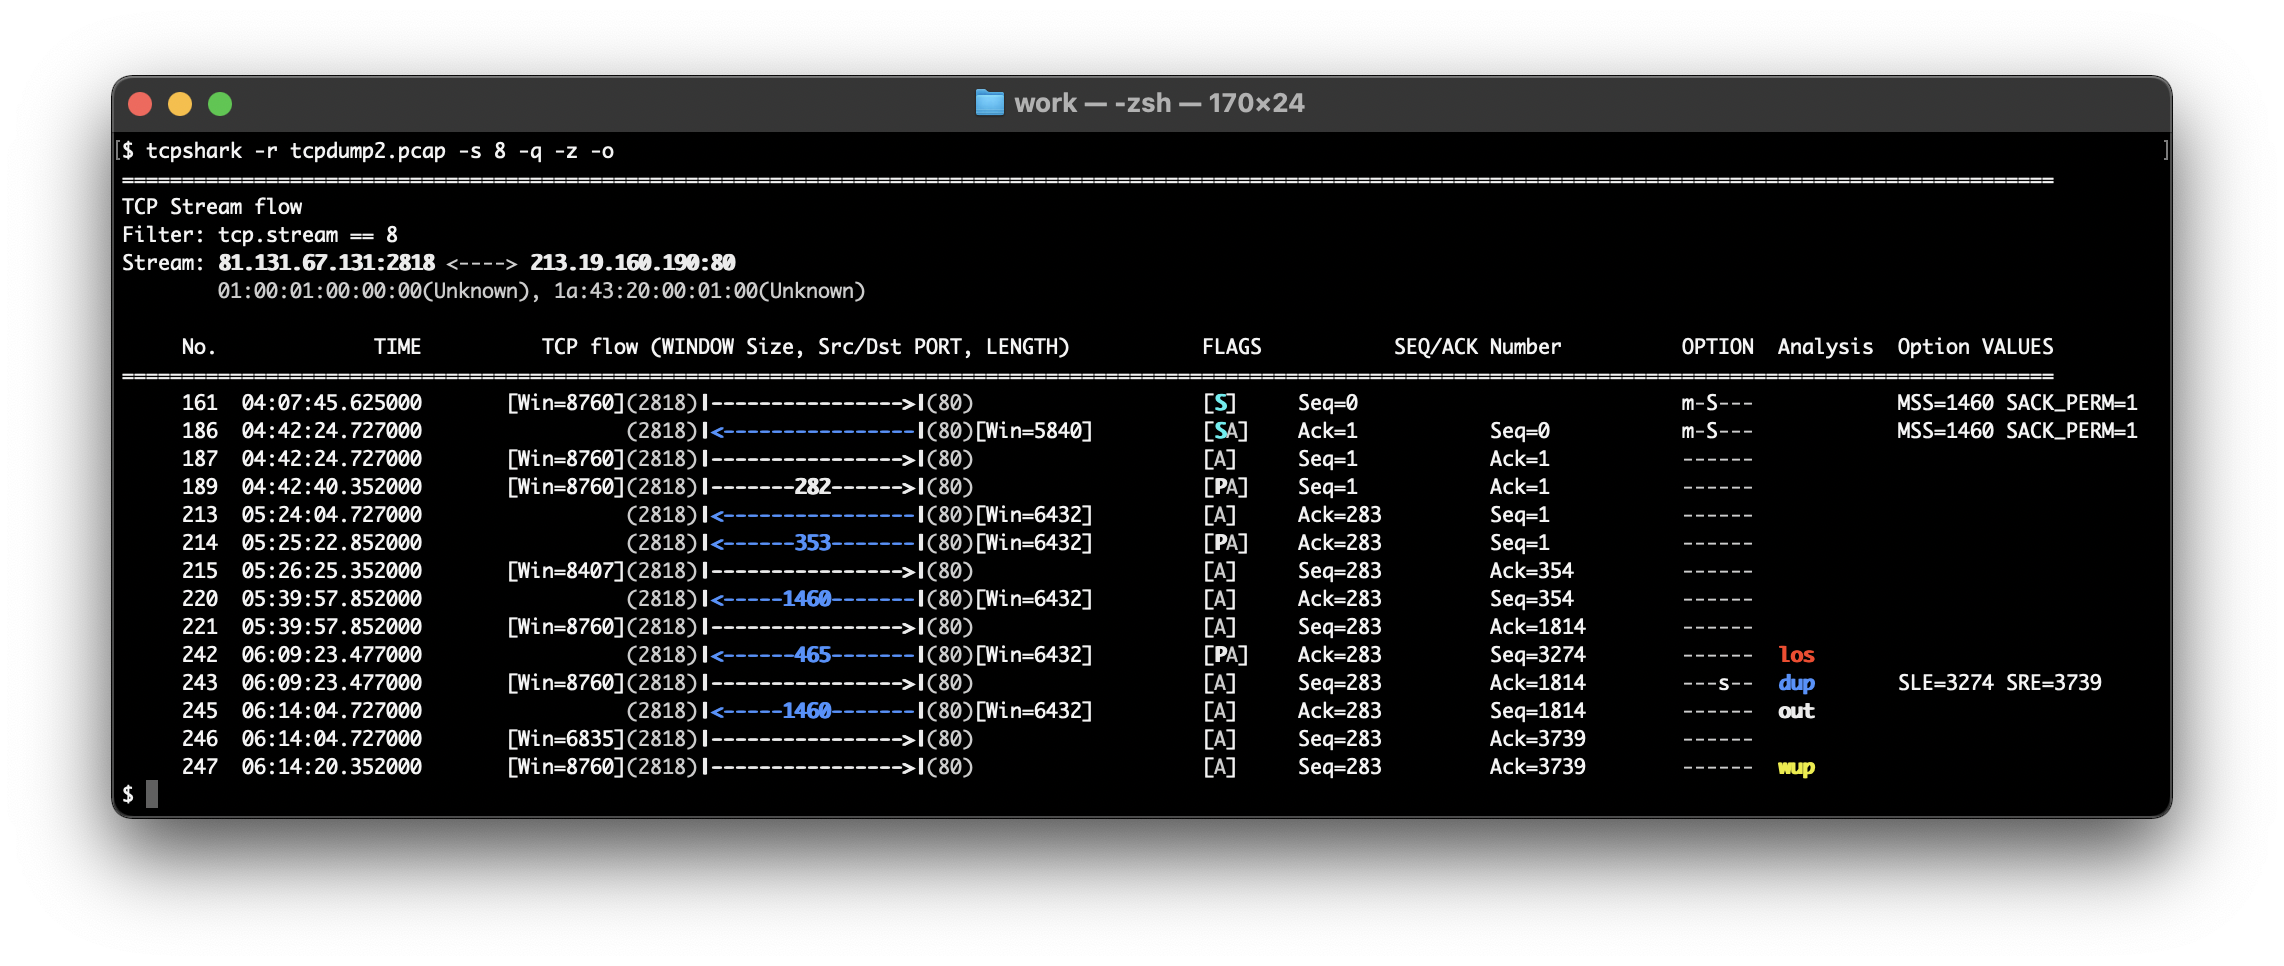 work — -zsh — 170×24
[$ tcpshark -r tcpdump2.pcap -s 8 -q -z -o ]
=================================================================================================================================================================
TCP Stream flow
Filter: tcp.stream == 8
Stream: 81.131.67.131:2818 <----> 213.19.160.190:80
        01:00:01:00:00:00(Unknown), 1a:43:20:00:01:00(Unknown)
     No.             TIME          TCP flow (WINDOW Size, Src/Dst PORT, LENGTH)           FLAGS           SEQ/ACK Number          OPTION  Analysis  Option VALUES
=================================================================================================================================================================
     161  04:07:45.625000       [Win=8760](2818)|---------------->|(80)                   [S]     Seq=0                           m-S---            MSS=1460 SACK_PERM=1
     186  04:42:24.727000                 (2818)|<----------------|(80)[Win=5840]         [SA]    Ack=1           Seq=0           m-S---            MSS=1460 SACK_PERM=1
     187  04:42:24.727000       [Win=8760](2818)|---------------->|(80)                   [A]     Seq=1           Ack=1           ------
     189  04:42:40.352000       [Win=8760](2818)|-------282------>|(80)                   [PA]    Seq=1           Ack=1           ------
     213  05:24:04.727000                 (2818)|<----------------|(80)[Win=6432]         [A]     Ack=283         Seq=1           ------
     214  05:25:22.852000                 (2818)|<------353-------|(80)[Win=6432]         [PA]    Ack=283         Seq=1           ------
     215  05:26:25.352000       [Win=8407](2818)|---------------->|(80)                   [A]     Seq=283         Ack=354         ------
     220  05:39:57.852000                 (2818)|<-----1460-------|(80)[Win=6432]         [A]     Ack=283         Seq=354         ------
     221  05:39:57.852000       [Win=8760](2818)|---------------->|(80)                   [A]     Seq=283         Ack=1814        ------
     242  06:09:23.477000                 (2818)|<------465-------|(80)[Win=6432]         [PA]    Ack=283         Seq=3274        ------  los
     243  06:09:23.477000       [Win=8760](2818)|---------------->|(80)                   [A]     Seq=283         Ack=1814        ---s--  dup       SLE=3274 SRE=3739
     245  06:14:04.727000                 (2818)|<-----1460-------|(80)[Win=6432]         [A]     Ack=283         Seq=1814        ------  out
     246  06:14:04.727000       [Win=6835](2818)|---------------->|(80)                   [A]     Seq=283         Ack=3739        ------
     247  06:14:20.352000       [Win=8760](2818)|---------------->|(80)                   [A]     Seq=283         Ack=3739        ------  wup
$